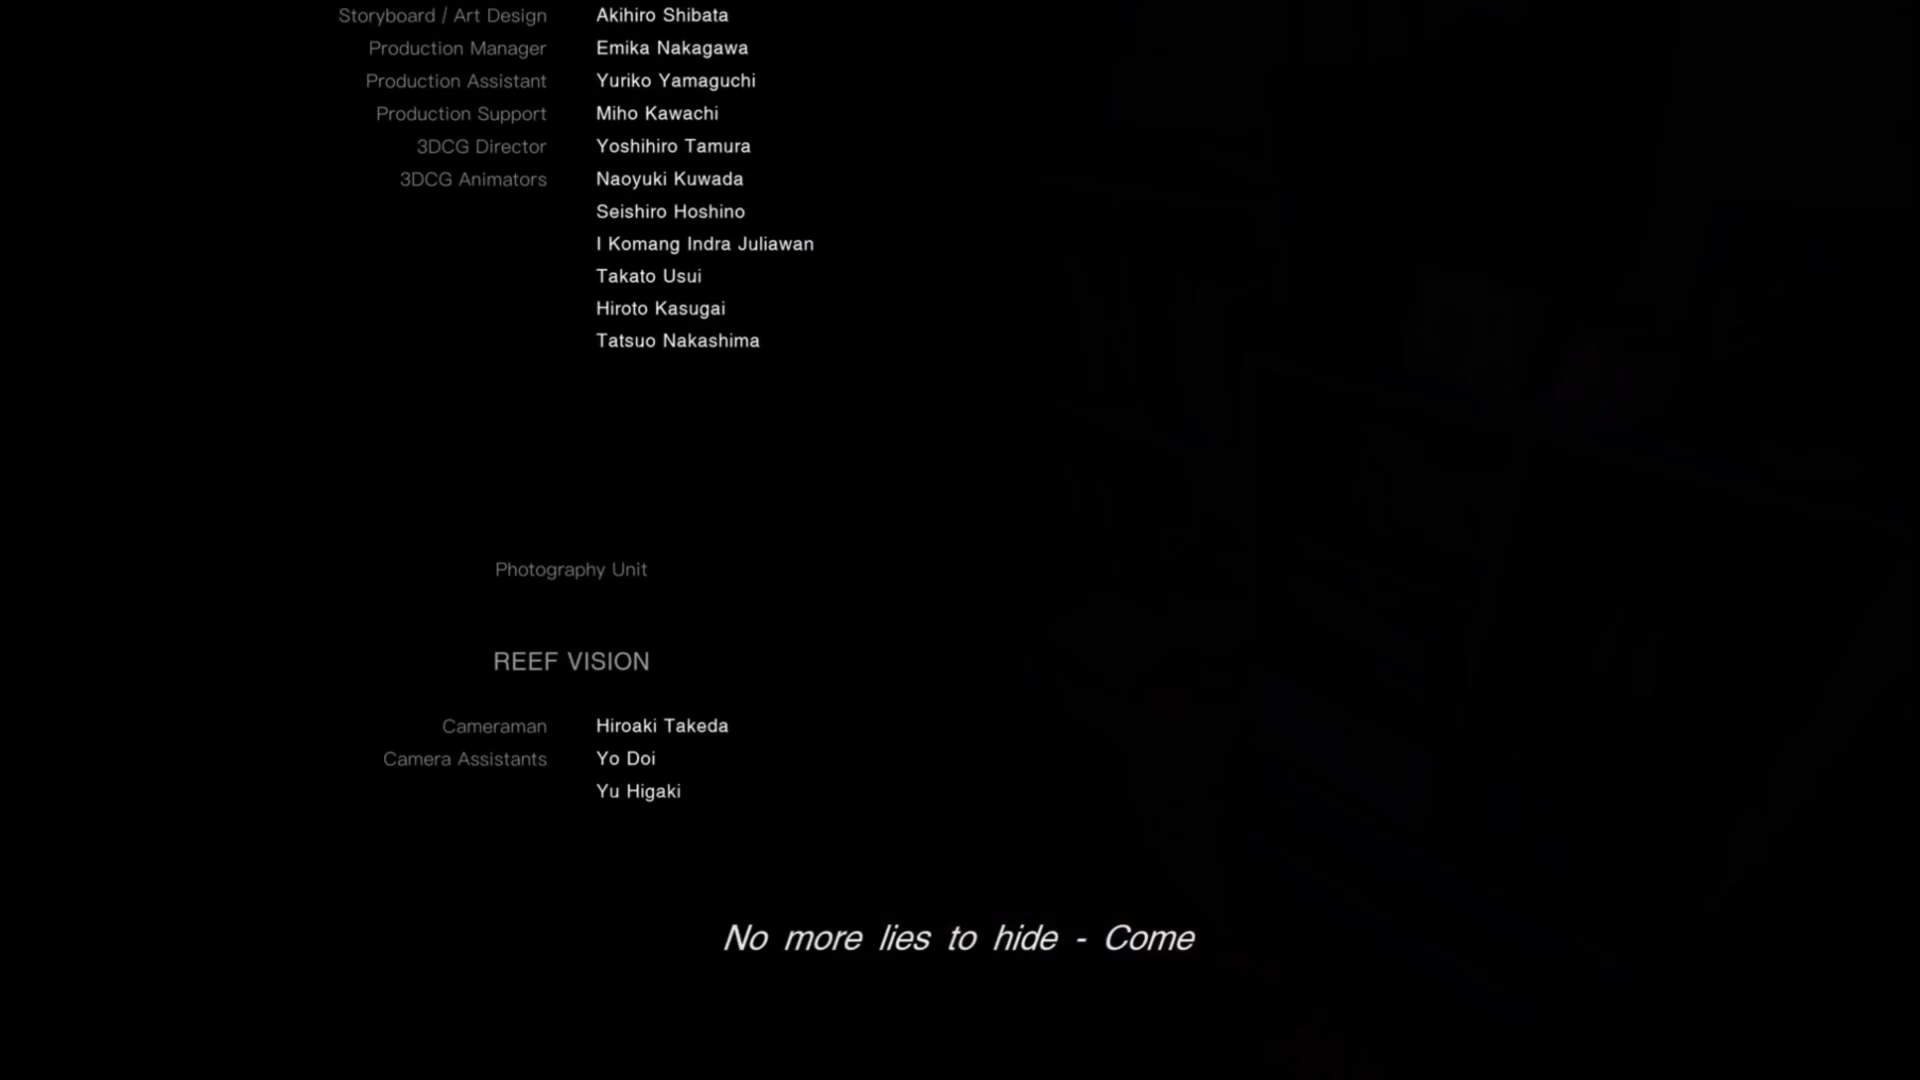 Storyboard / Art Design Akihiro Shibata
Production Manager Emika Nakagawa
Production Assistant Yuriko Yamaguchi
Production Support Miho Kawachi
3DCG Director Yoshihiro Tamura
3DCG Animators Naoyuki Kuwada
Seishiro Hoshino
I Komang Indra Juliawan
Takato Usui
Hiroto Kasugai
Tatsuo Nakashima
Photography Unit
REEF VISION
Cameraman Hiroaki Takeda
Camera Assistants Yo Doi
Yu Higaki
No more lies to hide - Come